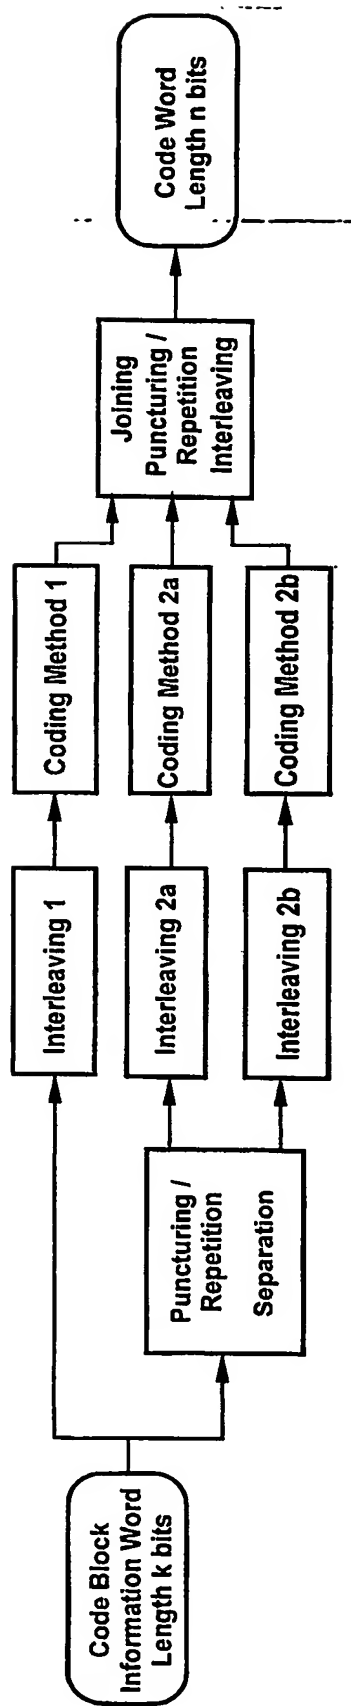 Code Block
Information Word
Length k bits
Puncturing /
Repetition
Separation
Interleaving 1
Interleaving 2a
Interleaving 2b
Coding Method 1
Coding Method 2a
Coding Method 2b
Joining
Puncturing /
Repetition
Interleaving
Code Word
Length n bits